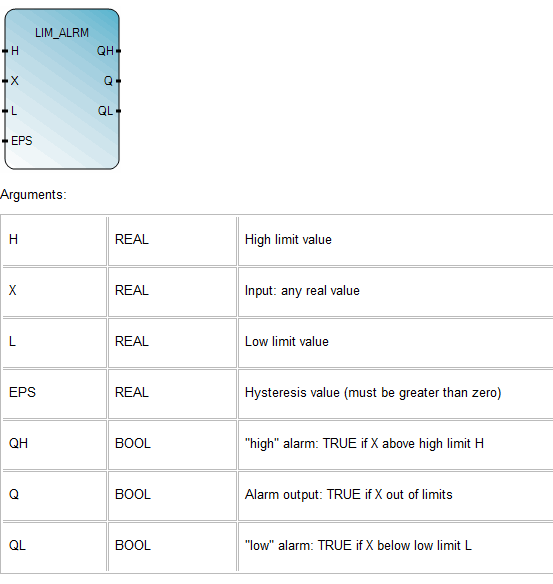 LIM_ALRM
H QH
X Q
L QL
EPS
Arguments:
H REAL High limit value
X REAL Input: any real value
L REAL Low limit value
EPS REAL Hysteresis value (must be greater than zero)
QH BOOL "high" alarm: TRUE if X above high limit H
Q BOOL Alarm output: TRUE if X out of limits
QL BOOL "low" alarm: TRUE if X below low limit L